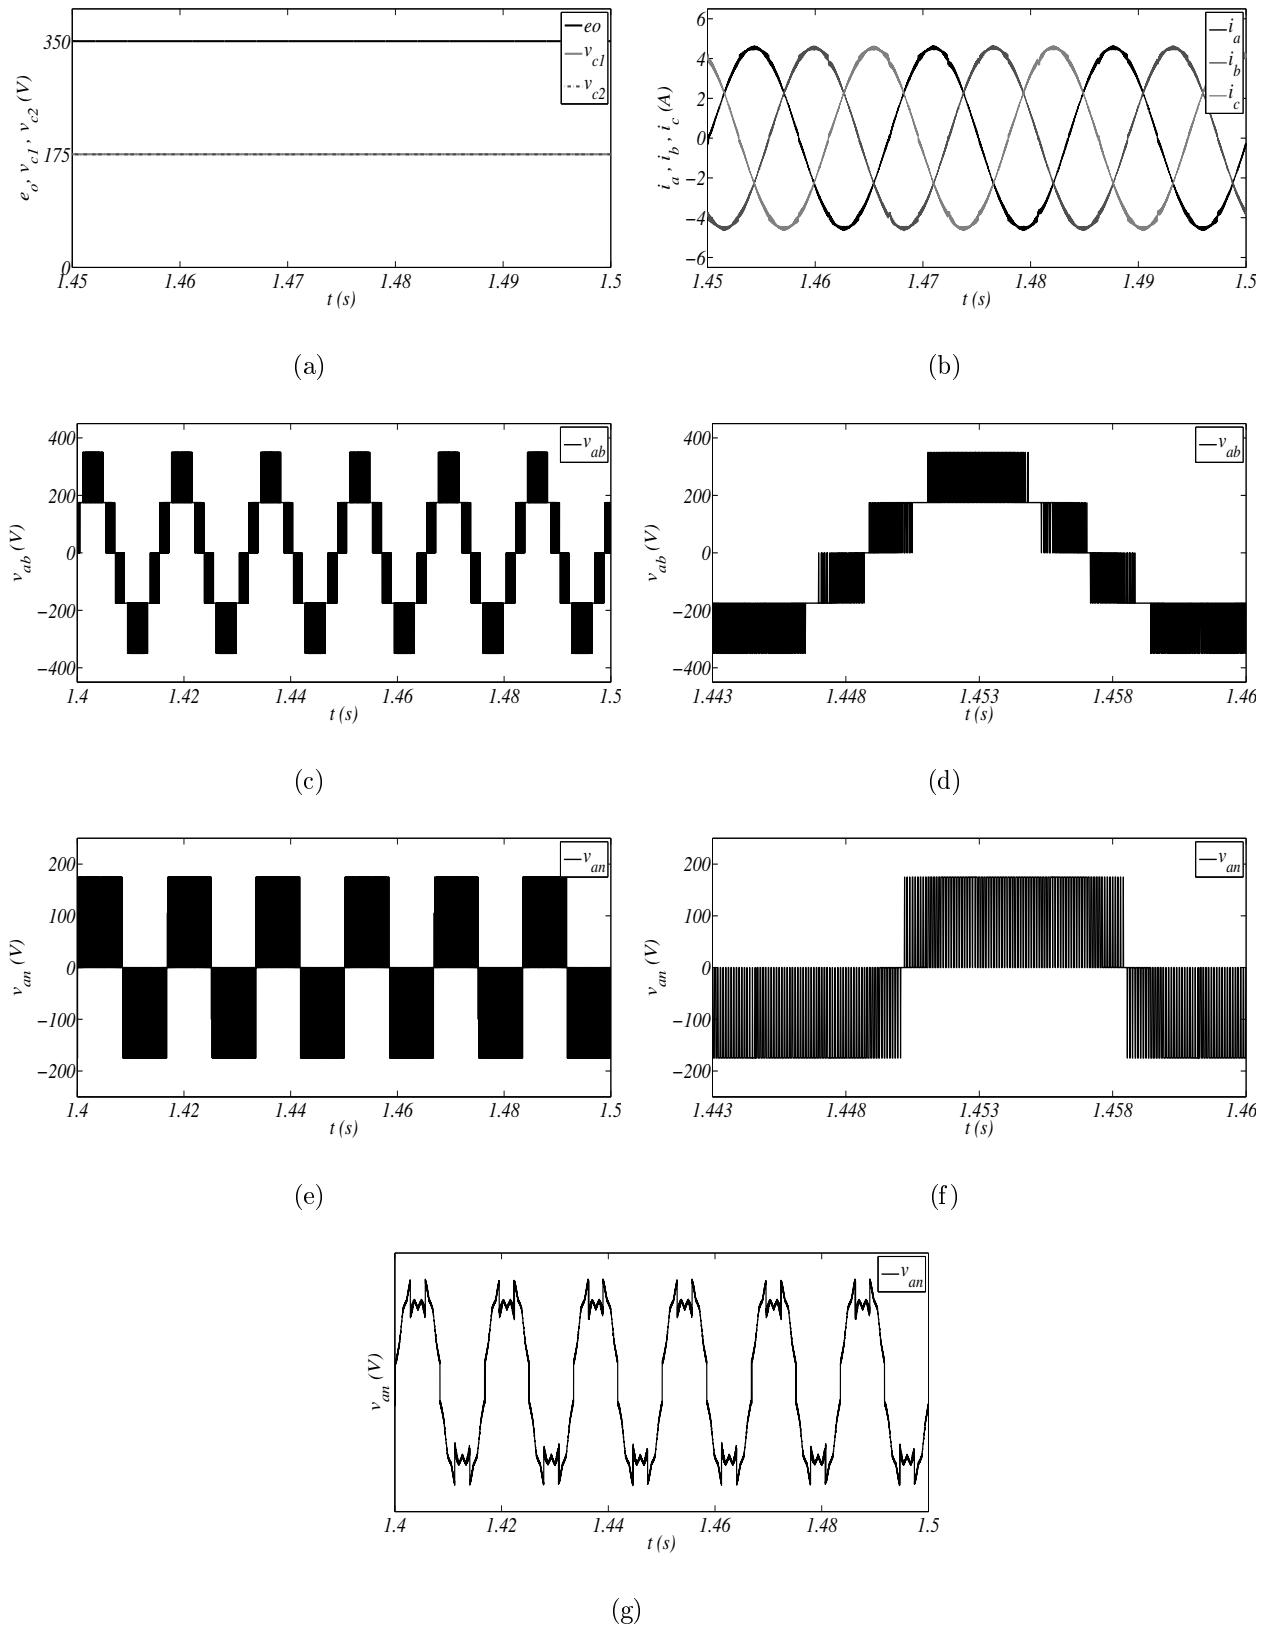 350
175
0
e_o, v_c1, v_c2 (V)
eo
v_c1
v_c2
1.45 1.46 1.47 1.48 1.49 1.5
t (s)
(a)
6
4
2
0
−2
−4
−6
i_a, i_b, i_c (A)
i_a
i_b
i_c
1.45 1.46 1.47 1.48 1.49 1.5
t (s)
(b)
400
200
0
−200
−400
v_ab (V)
v_ab
1.4 1.42 1.44 1.46 1.48 1.5
t (s)
(c)
400
200
0
−200
−400
v_ab (V)
v_ab
1.443 1.448 1.453 1.458 1.46
t (s)
(d)
200
100
0
−100
−200
v_an (V)
v_an
1.4 1.42 1.44 1.46 1.48 1.5
t (s)
(e)
200
100
0
−100
−200
v_an (V)
v_an
1.443 1.448 1.453 1.458 1.46
t (s)
(f)
v_an (V)
v_an
1.4 1.42 1.44 1.46 1.48 1.5
t (s)
(g)